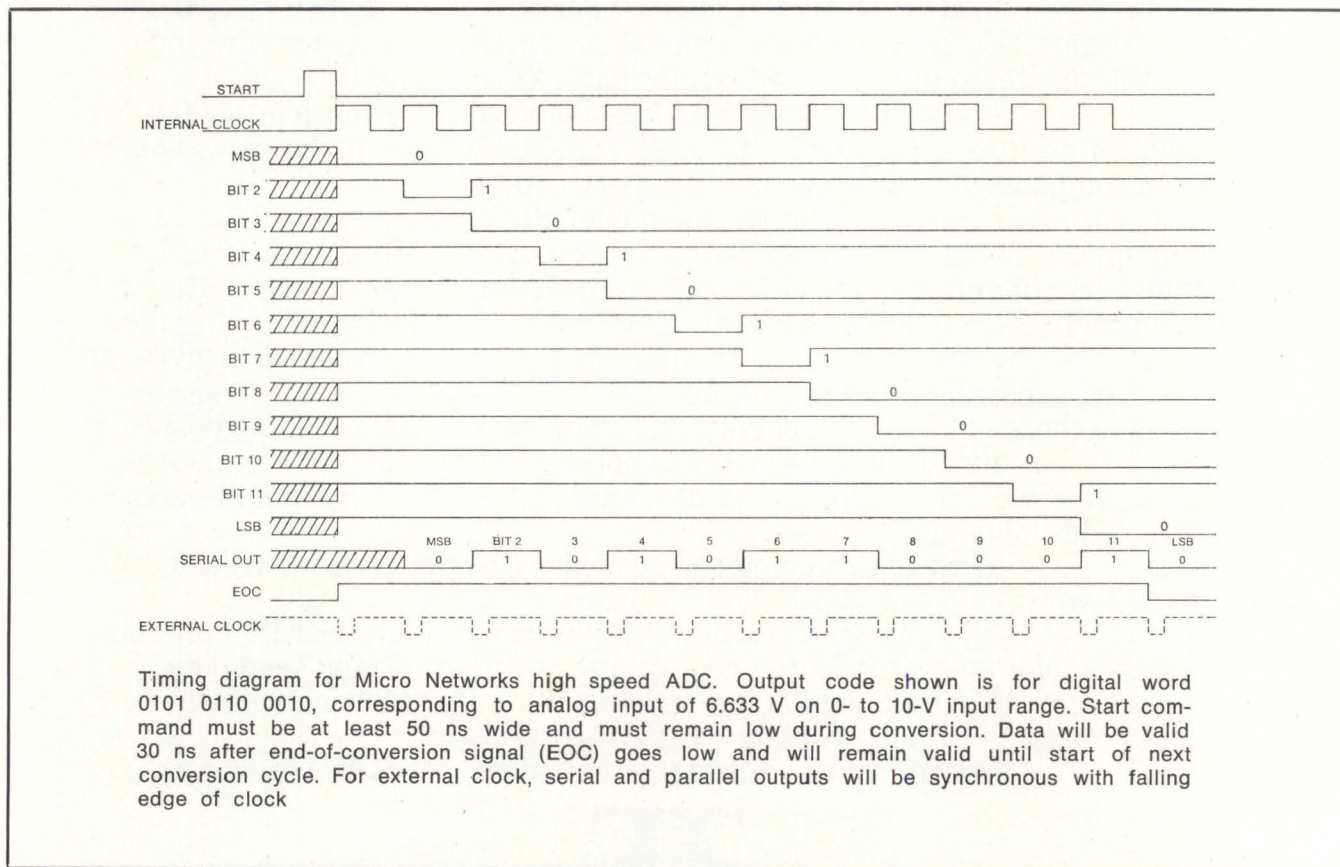 START
INTERNAL CLOCK
MSB 0
BIT 2 1
BIT 3 0
BIT 4 1
BIT 5 0
BIT 6 1
BIT 7 1
BIT 8 0
BIT 9 0
BIT 10 0
BIT 11 1
LSB 0
MSB BIT 2 3 4 5 6 7 8 9 10 11 LSB
SERIAL OUT 0 1 0 1 0 1 1 0 0 0 1 0
EOC
EXTERNAL CLOCK
Timing diagram for Micro Networks high speed ADC. Output code shown is for digital word
0101 0110 0010, corresponding to analog input of 6.633 V on 0- to 10-V input range. Start com-
mand must be at least 50 ns wide and must remain low during conversion. Data will be valid
30 ns after end-of-conversion signal (EOC) goes low and will remain valid until start of next
conversion cycle. For external clock, serial and parallel outputs will be synchronous with falling
edge of clock